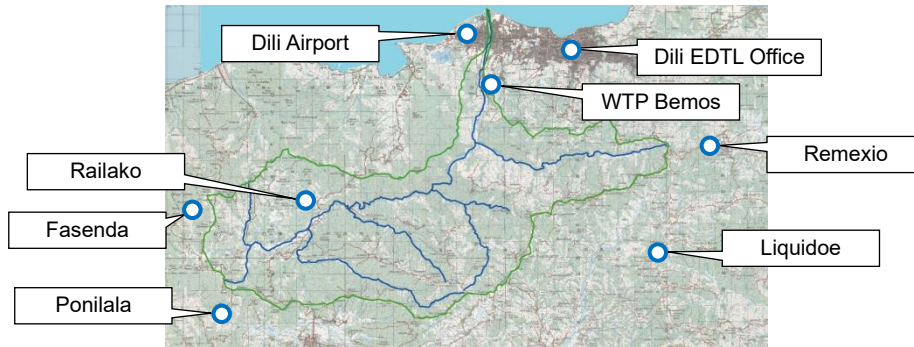 Dili Airport
Dili EDTL Office
WTP Bemos
Remexio
Railako
Fasenda
Liquidoe
Ponilala